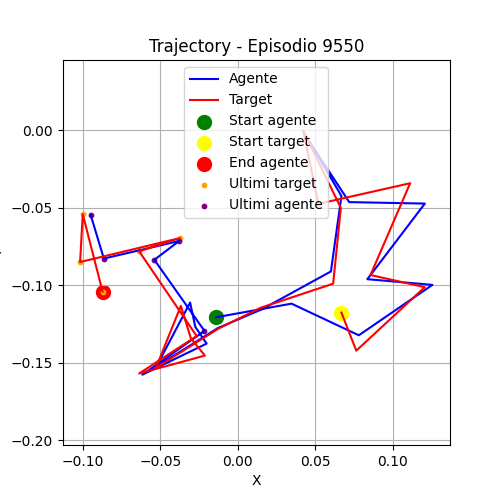 Trajectory - Episodio 9550
Agente
Target
Start agente
Start target
End agente
Ultimi target
Ultimi agente
0.00
−0.05
−0.10
−0.15
−0.20
−0.10
−0.05
0.00
0.05
0.10
X